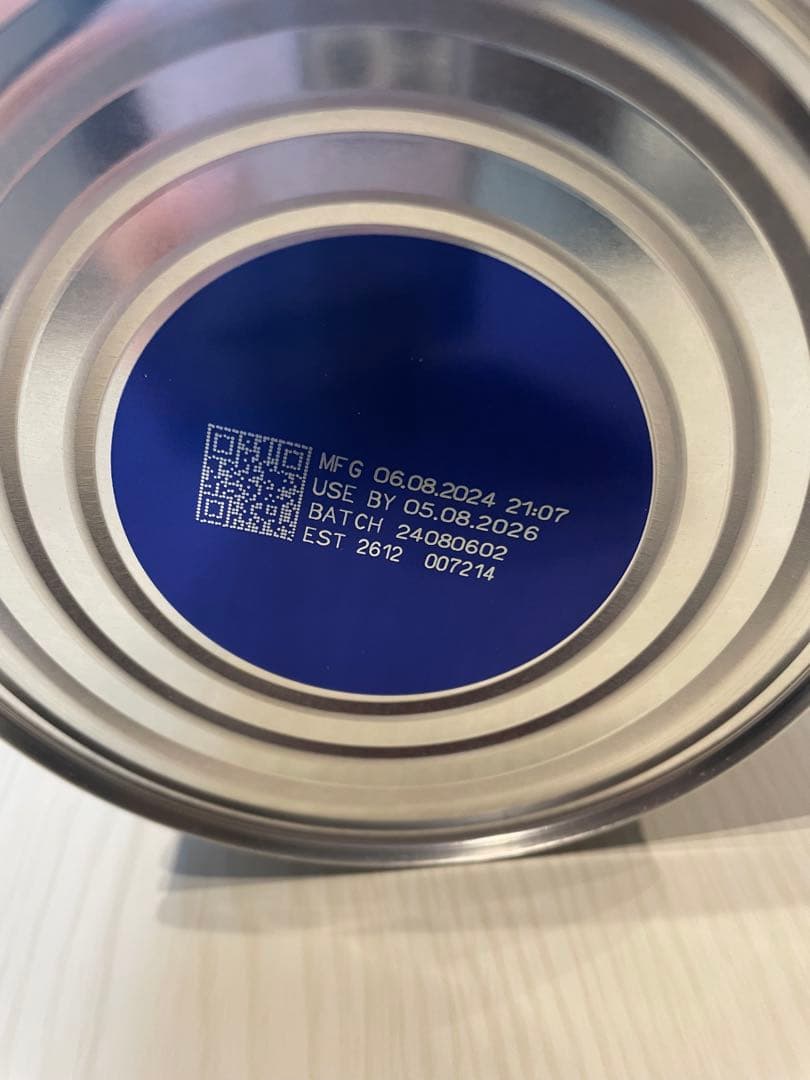 MFG 06.08.2024 21:07
USE BY 05.08.2026
BATCH 24080602
EST 2612 007214